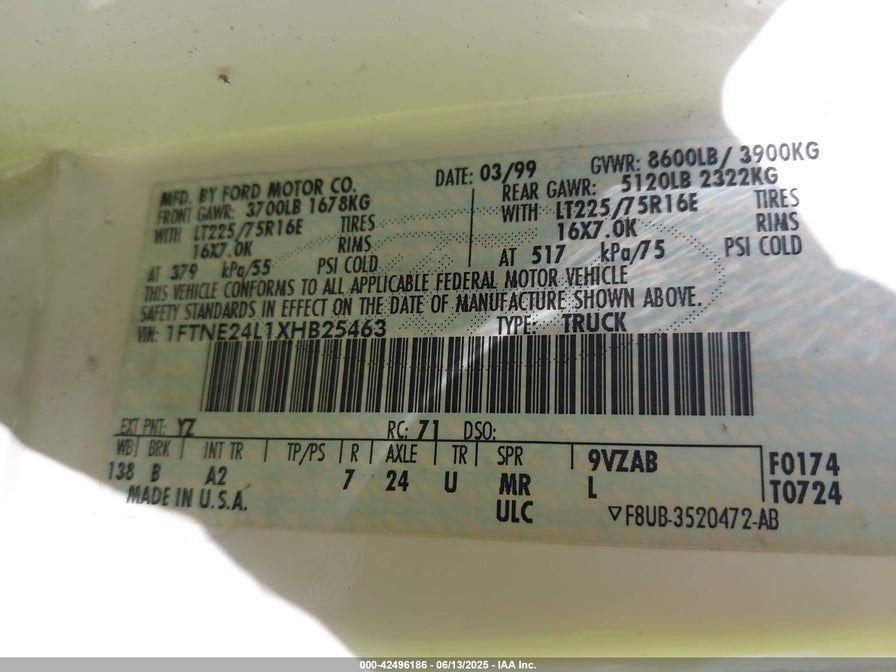 MFD. BY FORD MOTOR CO. DATE: 03/99 GVWR: 8600LB/ 3900KG
FRONT GAWR: 3700LB 1678KG REAR GAWR: 5120LB 2322KG
WITH LT225/75R16E TIRES WITH LT225/75R16E TIRES
16X7.0K RIMS 16X7.0K RIMS
AT 379 kPa/55 PSI COLD AT 517 kPa/75 PSI COLD
THIS VEHICLE CONFORMS TO ALL APPLICABLE FEDERAL MOTOR VEHICLE
SAFETY STANDARDS IN EFFECT ON THE DATE OF MANUFACTURE SHOWN ABOVE.
VIN: 1FTNE24L1XHB25463 TYPE: TRUCK
EXT PNT: YZ RC: 71 DSO:
WB BRK INT TR TP/PS R AXLE TR SPR 9VZAB F0174
138 B A2 7 24 U MR L T0724
MADE IN U.S.A. ULC ▽F8UB-3520472-AB
000-42496186 - 06/13/2025 - IAA Inc.